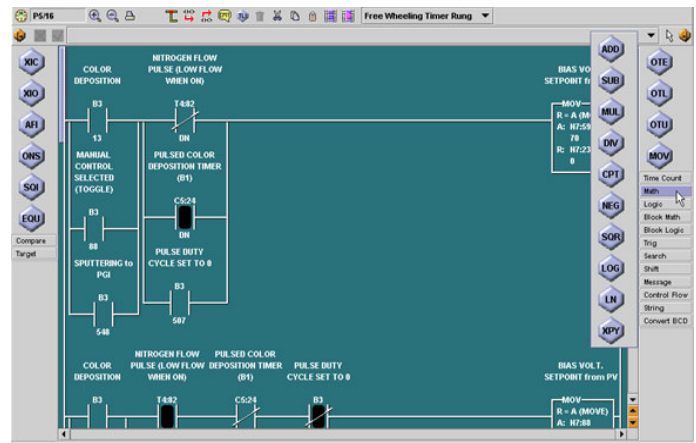 P5/16
Free Wheeling Timer Rung
XIC
XIO
AFI
ONS
SQI
EQU
Compare
Target
COLOR
DEPOSITION
B3
13
MANUAL
CONTROL
SELECTED
(TOGGLE)
B3
88
SPUTTERING to
PGI
B3
548
NITROGEN FLOW
PULSE (LOW FLOW
WHEN ON)
T4:82
DN
PULSED COLOR
DEPOSITION TIMER
(B1)
C5:24
DN
PULSE DUTY
CYCLE SET TO 0
B3
507
BIAS VO
SETPOINT f
MOV
R = A (M
A: N7:59
70
R: N7:23
0
ADD
SUB
MUL
DIV
CPT
NEG
SQR
LOG
LN
XPY
OTE
OTL
OTU
MOV
Time Count
Math
Logic
Block Math
Block Logic
Trig
Search
Shift
Message
Control Flow
String
Convert BCD
COLOR
DEPOSITION
B3
NITROGEN FLOW
PULSE (LOW FLOW
WHEN ON)
T4:82
PULSED COLOR
DEPOSITION TIMER
(B1)
C5:24
PULSE DUTY
CYCLE SET TO 0
B3
BIAS VOLT.
SETPOINT from PV
MOV
R = A (MOVE)
A: N7:88